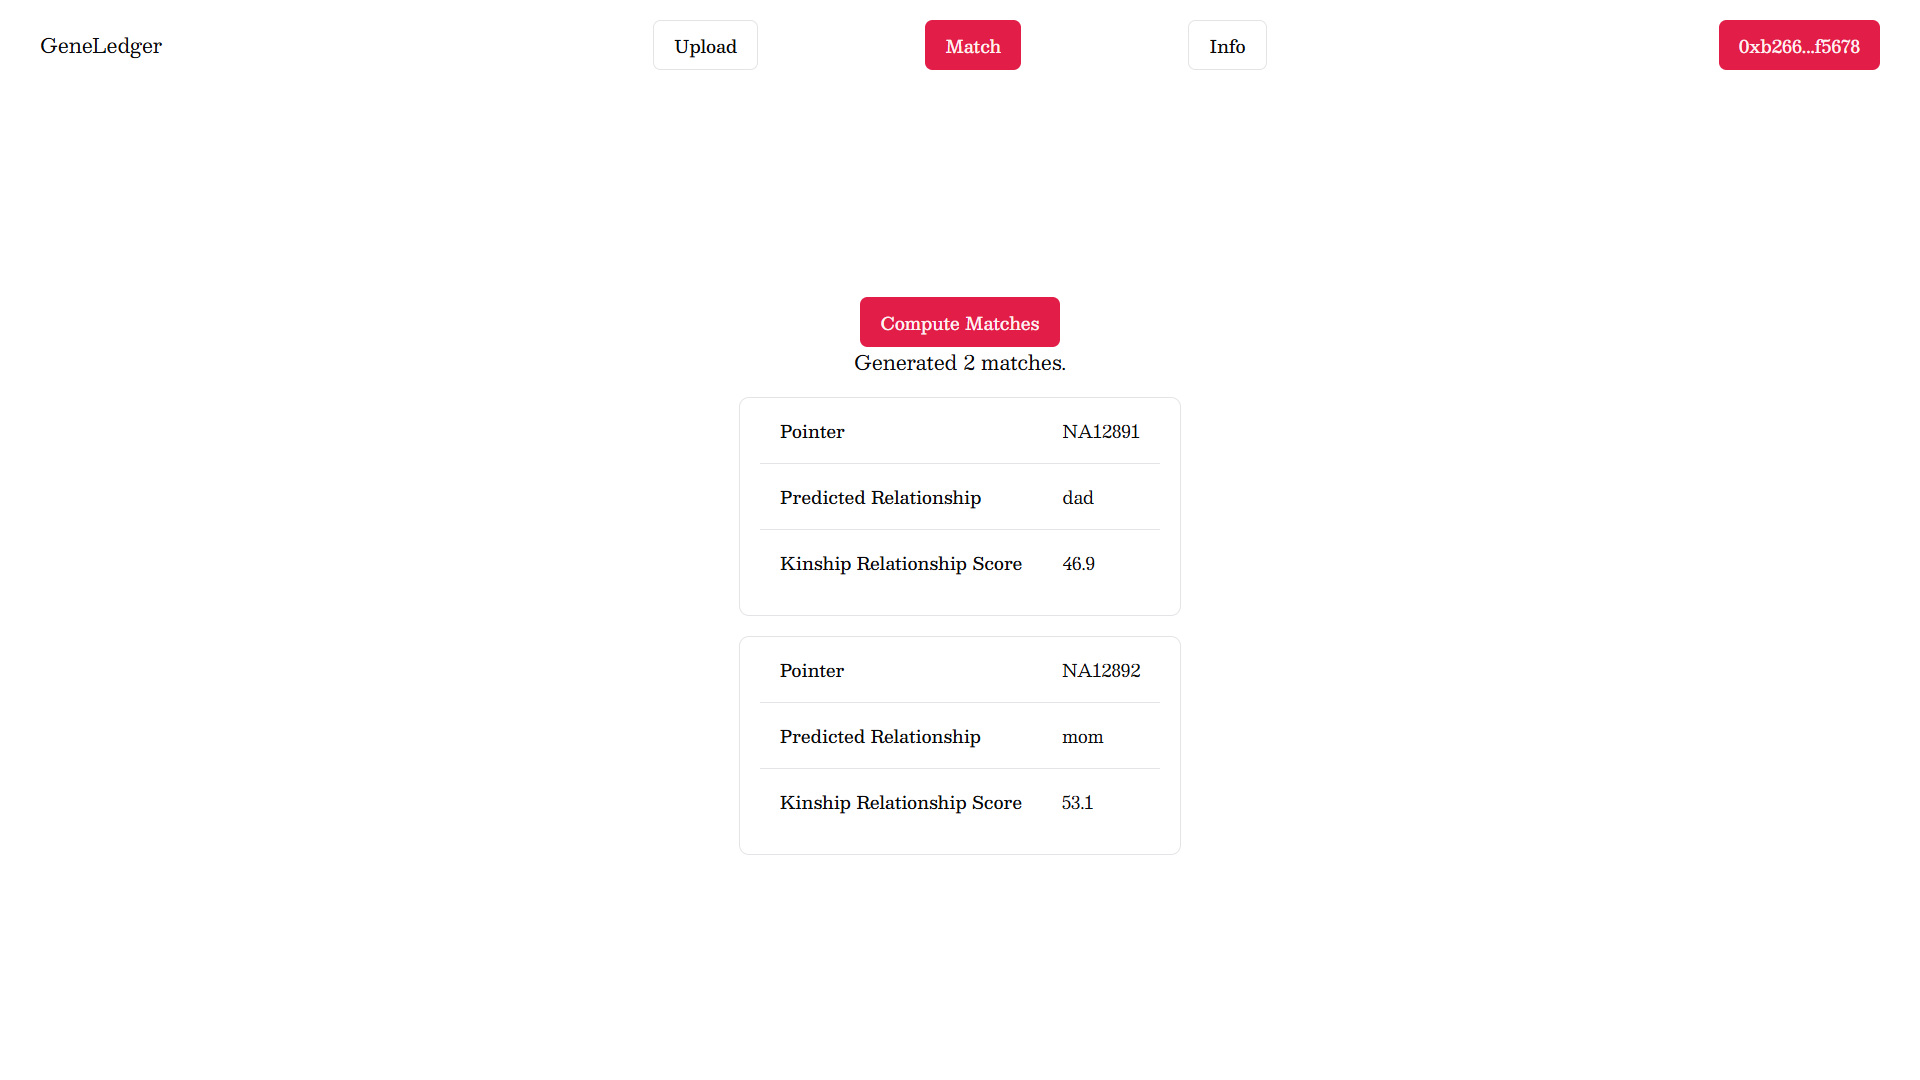 GeneLedger
Upload
Match
Info
0xb266...f5678
Compute Matches
Generated 2 matches.
Pointer NA12891
Predicted Relationship dad
Kinship Relationship Score 46.9
Pointer NA12892
Predicted Relationship mom
Kinship Relationship Score 53.1